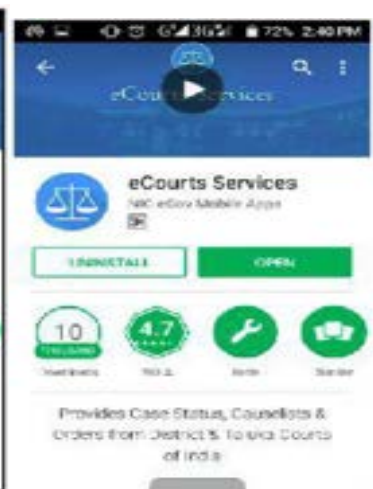 72% 2:40 PM
eCourts Services
eCourts Services
NIC eGov Mobile Apps
UNINSTALL
OPEN
10
4.7
Provides Case Status, Causelists &
Orders from District & Taluka Courts
of India